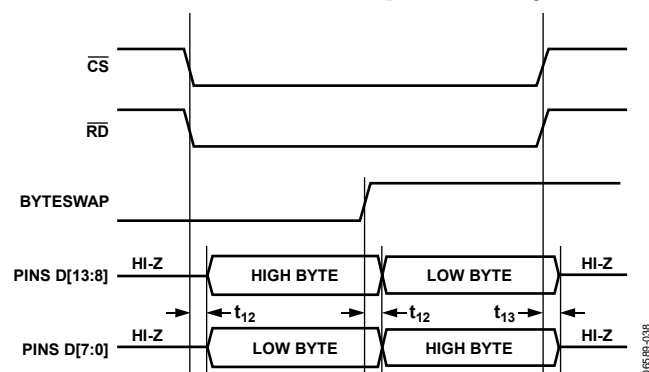 CS
RD
BYTESWAP
PINS D[13:8] HI-Z HIGH BYTE LOW BYTE HI-Z
t12 t12 t13
PINS D[7:0] HI-Z LOW BYTE HIGH BYTE HI-Z
06589-038